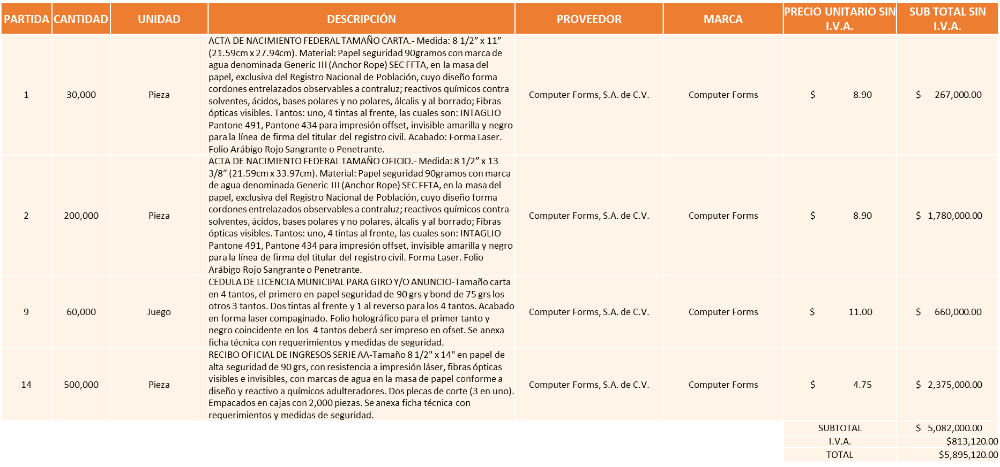 PARTIDA CANTIDAD UNIDAD DESCRIPCIÓN PROVEEDOR MARCA PRECIO UNITARIO SIN I.V.A. SUB TOTAL SIN I.V.A.
ACTA DE NACIMIENTO FEDERAL TAMAÑO CARTA.- Medida: 8 1/2” x 11”
(21.59cm x 27.94cm). Material: Papel seguridad 90gramos con marca de
agua denominada Generic III (Anchor Rope) SEC FFTA, en la masa del
papel, exclusiva del Registro Nacional de Población, cuyo diseño forma
cordones entrelazados observables a contraluz; reactivos químicos contra
1 30,000 Pieza solventes, ácidos, bases polares y no polares, álcalis y al borrado; Fibras Computer Forms, S.A. de C.V. Computer Forms $ 8.90 $ 267,000.00
ópticas visibles. Tantos: uno, 4 tintas al frente, las cuales son: INTAGLIO
Pantone 491, Pantone 434 para impresión offset, invisible amarilla y negro
para la línea de firma del titular del registro civil. Acabado: Forma Laser.
Folio Arábigo Rojo Sangrante o Penetrante.
ACTA DE NACIMIENTO FEDERAL TAMAÑO OFICIO.- Medida: 8 1/2” x 13
3/8” (21.59cm x 33.97cm). Material: Papel seguridad 90gramos con marca
de agua denominada Generic III (Anchor Rope) SEC FFTA, en la masa del
papel, exclusiva del Registro Nacional de Población, cuyo diseño forma
cordones entrelazados observables a contraluz; reactivos químicos contra
2 200,000 Pieza solventes, ácidos, bases polares y no polares, álcalis y al borrado; Fibras Computer Forms, S.A. de C.V. Computer Forms $ 8.90 $ 1,780,000.00
ópticas visibles. Tantos: uno, 4 tintas al frente, las cuales son: INTAGLIO
Pantone 491, Pantone 434 para impresión offset, invisible amarilla y negro
para la línea de firma del titular del registro civil. Forma Laser. Folio
Arábigo Rojo Sangrante o Penetrante.
CEDULA DE LICENCIA MUNICIPAL PARA GIRO Y/O ANUNCIO-Tamaño carta
en 4 tantos, el primero en papel seguridad de 90 grs y bond de 75 grs los
otros 3 tantos. Dos tintas al frente y 1 al reverso para los 4 tantos. Acabado
9 60,000 Juego en forma laser compaginado. Folio holográfico para el primer tanto y Computer Forms, S.A. de C.V. Computer Forms $ 11.00 $ 660,000.00
negro coincidente en los 4 tantos deberá ser impreso en ofset. Se anexa
ficha técnica con requerimientos y medidas de seguridad.
RECIBO OFICIAL DE INGRESOS SERIE AA-Tamaño 8 1/2" x 14" en papel de
alta seguridad de 90 grs, con resistencia a impresión láser, fibras ópticas
visibles e invisibles, con marcas de agua en la masa de papel conforme a
14 500,000 Pieza diseño y reactivo a químicos adulteradores. Dos plecas de corte (3 en uno). Computer Forms, S.A. de C.V. Computer Forms $ 4.75 $ 2,375,000.00
Empacados en cajas con 2,000 piezas. Se anexa ficha técnica con
requerimientos y medidas de seguridad.
SUBTOTAL $ 5,082,000.00
I.V.A. $813,120.00
TOTAL $5,895,120.00